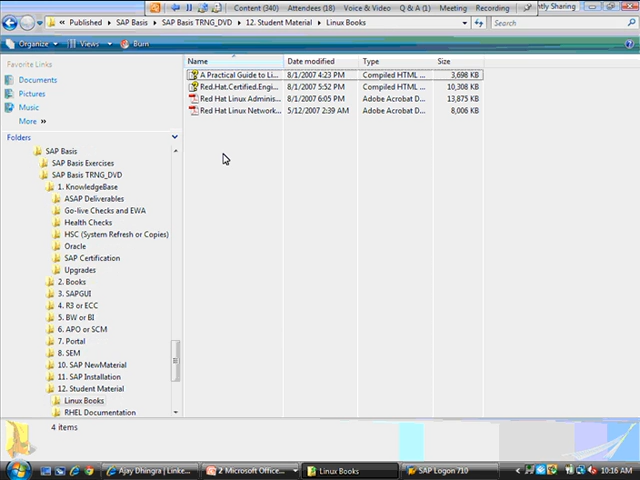 Content (340) Attendees (18) Voice & Video Q & A (1) Meeting Recording ntly Sharing
Published SAP Basis SAP Basis TRNG_DVD 12. Student Material Linux Books Search
Organize Views Burn
Favorite Links
Documents
Pictures
Music
More »
Folders
SAP Basis
SAP Basis Exercises
SAP Basis TRNG_DVD
1. KnowledgeBase
ASAP Deliverables
Go-live Checks and EWA
Health Checks
HSC (System Refresh or Copies)
Oracle
SAP Certification
Upgrades
2. Books
3. SAPGUI
4. R3 or ECC
5. BW or BI
6. APO or SCM
7. Portal
8. SEM
10. SAP NewMaterial
11. SAP Installation
12. Student Material
Linux Books
RHEL Documentation
Name Date modified Type Size
A Practical Guide to Li... 8/1/2007 4:23 PM Compiled HTML ... 3,698 KB
Red.Hat.Certified.Engi... 8/1/2007 5:52 PM Compiled HTML ... 10,308 KB
Red Hat Linux Adminis... 8/1/2007 6:05 PM Adobe Acrobat D... 13,875 KB
Red Hat Linux Network... 5/12/2007 2:39 AM Adobe Acrobat D... 8,006 KB
4 items
Ajay Dhingra | Linke... 2 Microsoft Office... Linux Books SAP Logon 710 10:16 AM